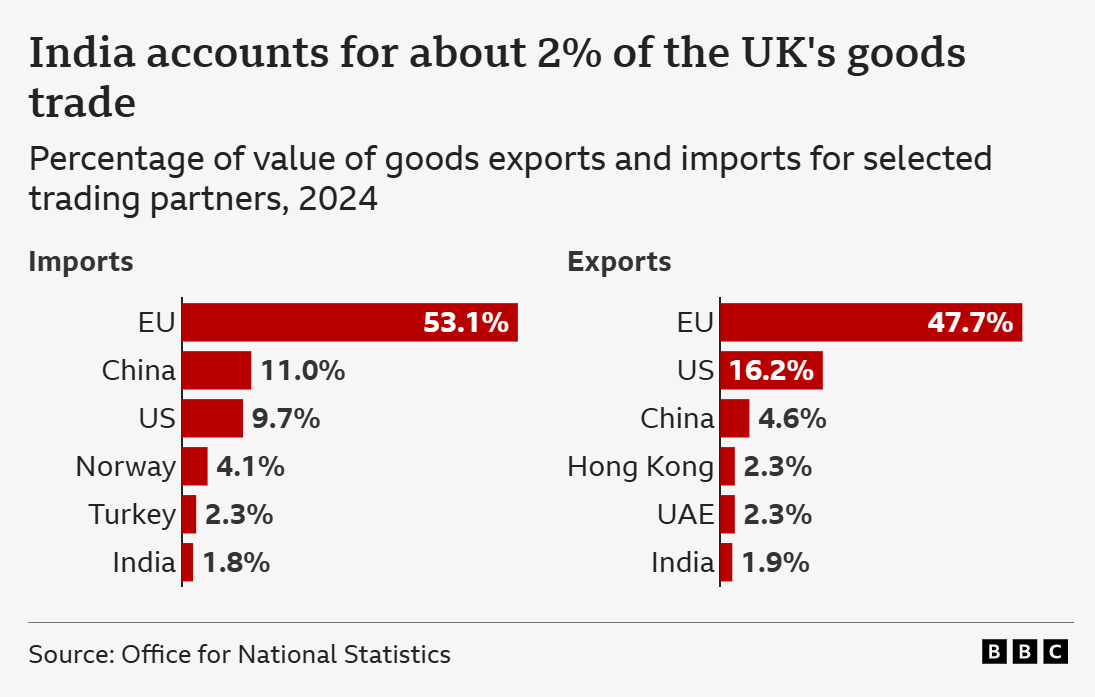 India accounts for about 2% of the UK's goods
trade
Percentage of value of goods exports and imports for selected
trading partners, 2024
Imports
EU 53.1%
China 11.0%
US 9.7%
Norway 4.1%
Turkey 2.3%
India 1.8%
Exports
EU 47.7%
US 16.2%
China 4.6%
Hong Kong 2.3%
UAE 2.3%
India 1.9%
Source: Office for National Statistics
BBC